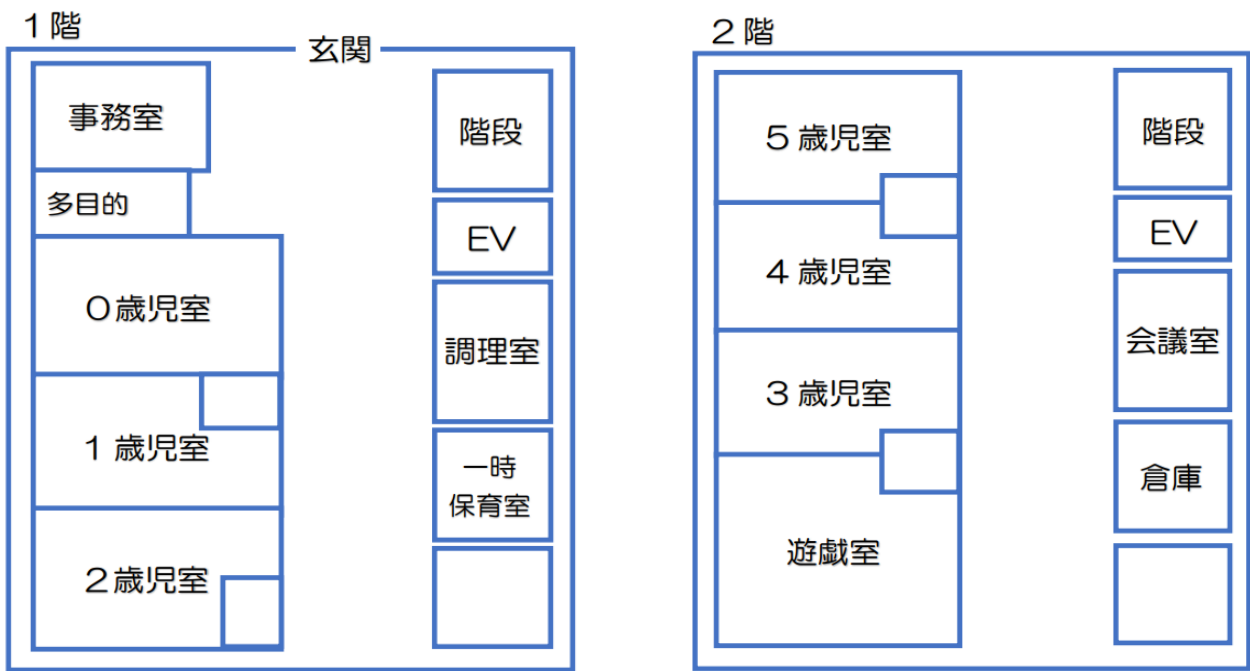 1階
玄関
事務室
階段
多目的
EV
0歳児室
調理室
1歳児室
一時
保育室
2歳児室
2階
5歳児室
階段
EV
4歳児室
会議室
3歳児室
倉庫
遊戯室